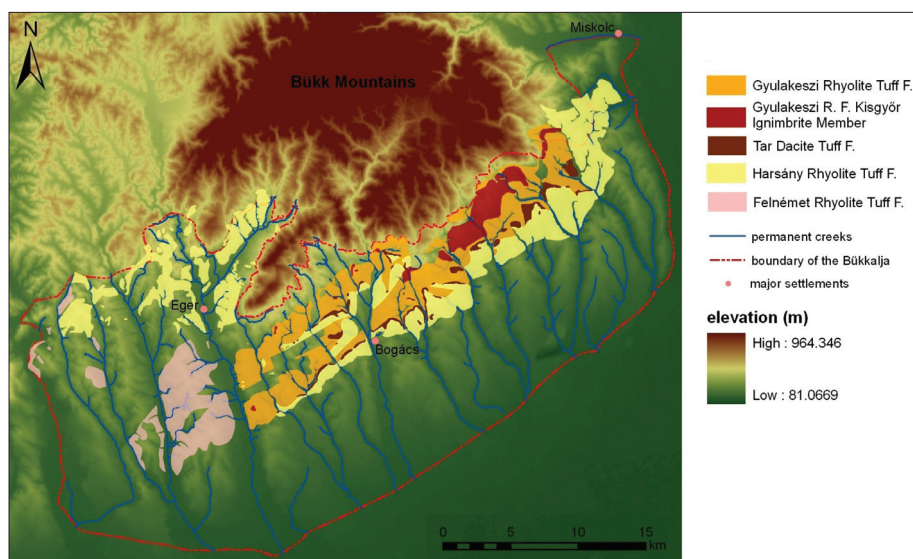 N
Miskolc
Bükk Mountains
Eger
Bogács
0 5 10 15
km
Gyulakeszi Rhyolite Tuff F.
Gyulakeszi R. F. Kisgyőr
Ignimbrite Member
Tar Dacite Tuff F.
Harsány Rhyolite Tuff F.
Felnémet Rhyolite Tuff F.
permanent creeks
boundary of the Bükkalja
major settlements
elevation (m)
High : 964.346
Low : 81.0669